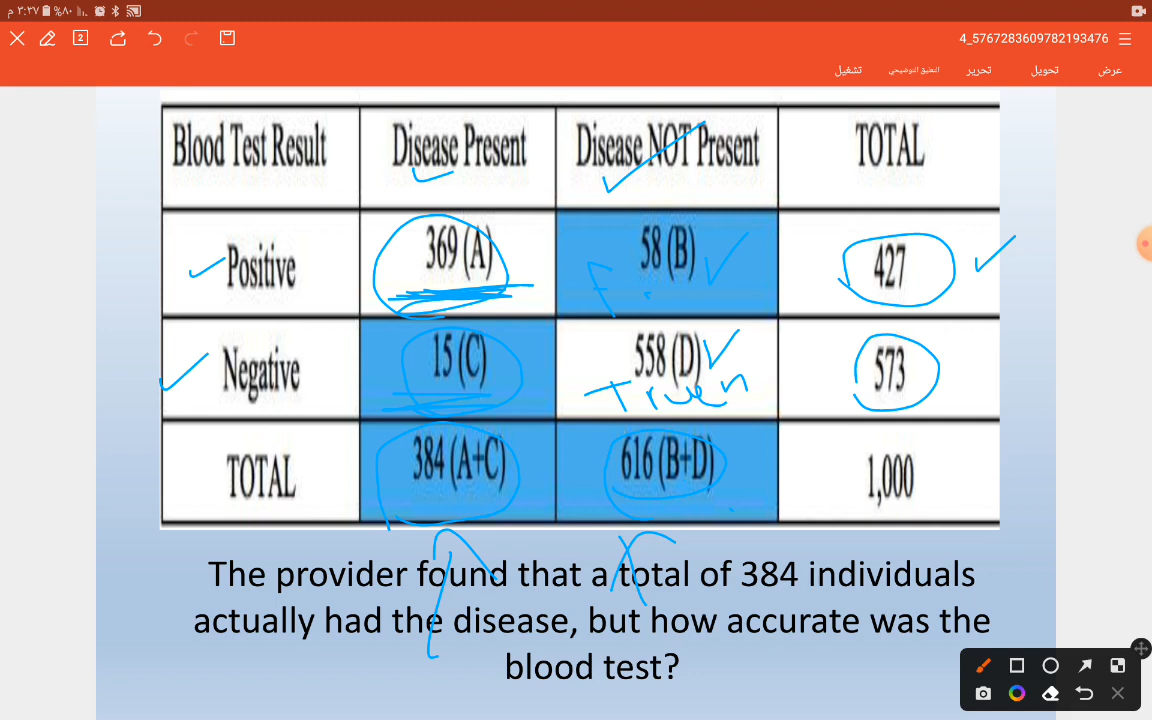 ٣:٢٧ م %٨٠
2 4_5767283609782193476
عرض تحويل تحرير التعليق التوضيحي تشغيل
Blood Test Result Disease Present Disease NOT Present TOTAL
Positive 369 (A) 58 (B) 427
F.
Negative 15 (C) 558 (D) 573
True n
TOTAL 384 (A+C) 616 (B+D) 1,000
The provider found that a total of 384 individuals
actually had the disease, but how accurate was the
blood test?